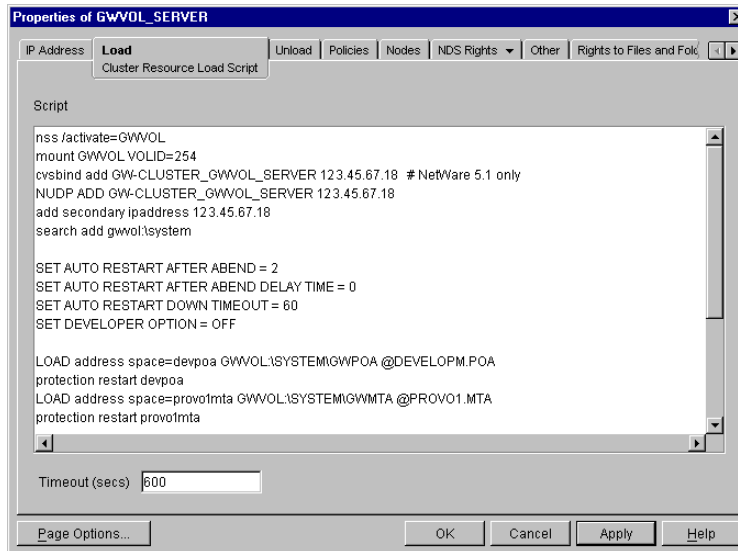 Properties of GWVOL_SERVER
IP Address Load Unload Policies Nodes NDS Rights Other Rights to Files and Fold
Cluster Resource Load Script
Script
nss /activate=GWVOL
mount GWVOL VOLID=254
cvsbind add GW-CLUSTER_GWVOL_SERVER 123.45.67.18 # NetWare 5.1 only
NUDP ADD GW-CLUSTER_GWVOL_SERVER 123.45.67.18
add secondary ipaddress 123.45.67.18
search add gwvol:\system
SET AUTO RESTART AFTER ABEND = 2
SET AUTO RESTART AFTER ABEND DELAY TIME = 0
SET AUTO RESTART DOWN TIMEOUT = 60
SET DEVELOPER OPTION = OFF
LOAD address space=devpoa GWVOL:\SYSTEM\GWPOA @DEVELOPM.POA
protection restart devpoa
LOAD address space=provo1mta GWVOL:\SYSTEM\GWMTA @PROVO1.MTA
protection restart provo1mta
Timeout (secs) 600
Page Options... OK Cancel Apply Help